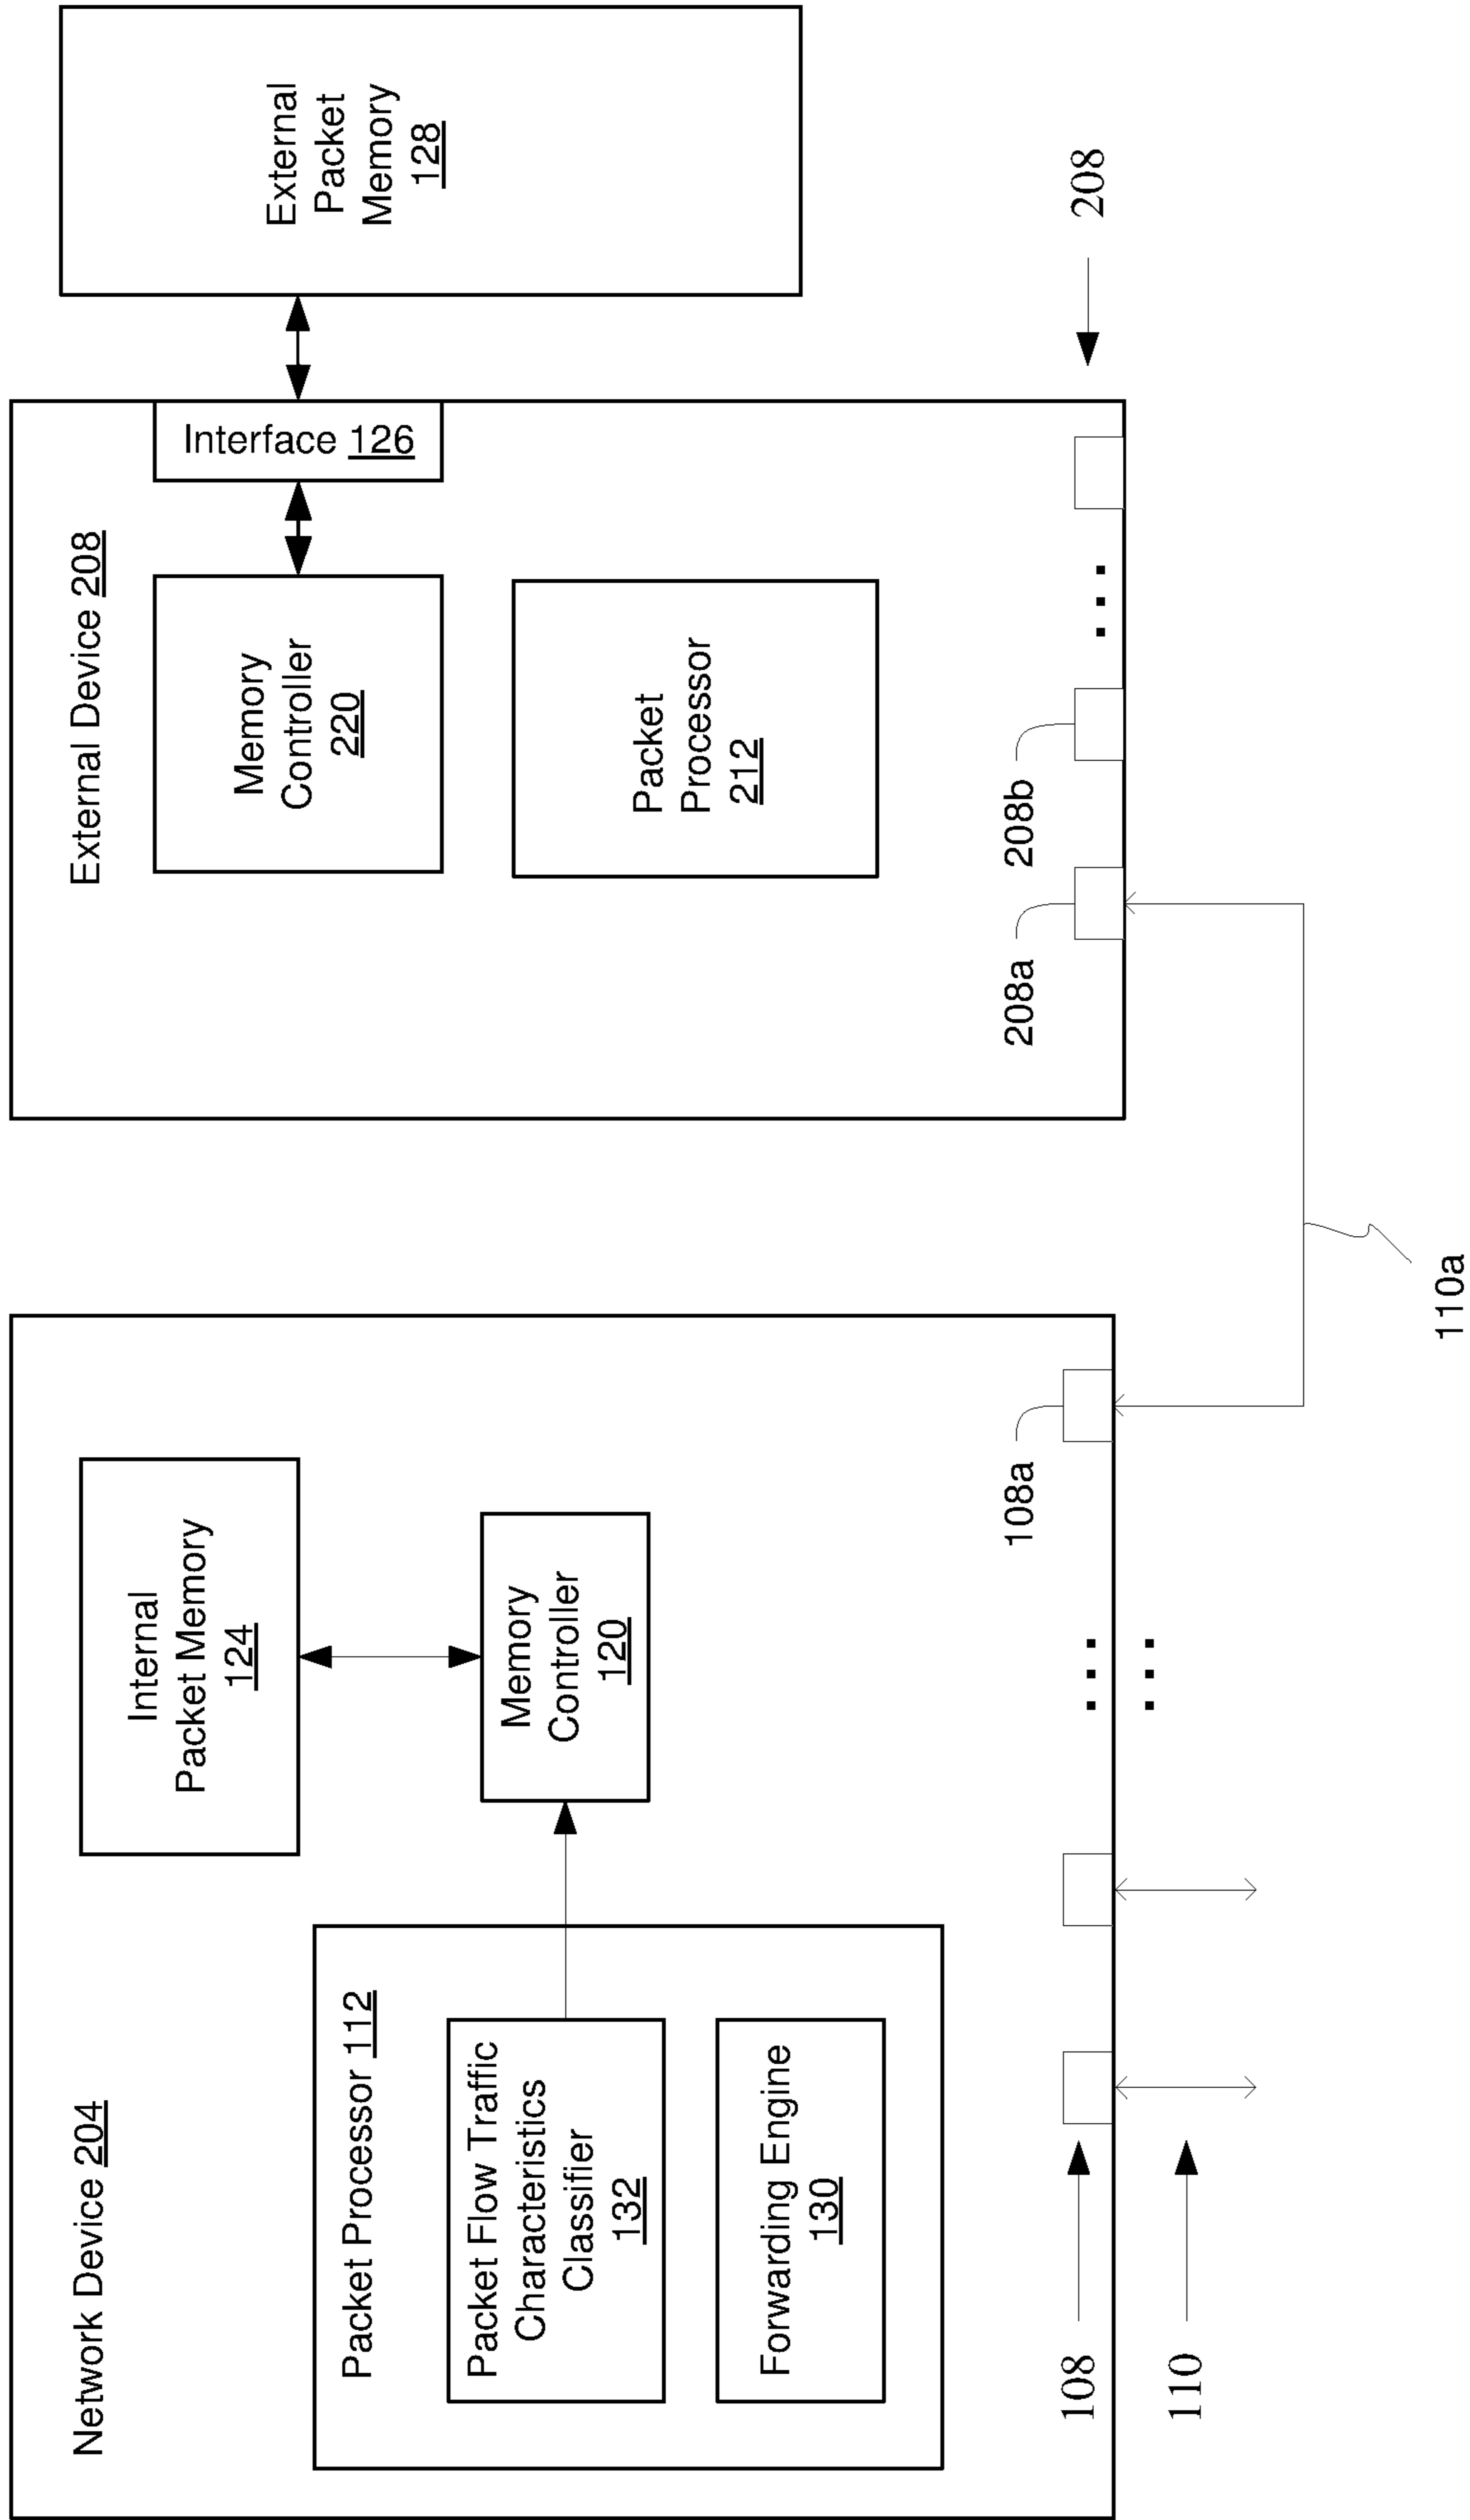 Network Device 204
Packet Processor 112
Packet Flow Traffic
Characteristics
Classifier
132
Forwarding Engine
130
Internal
Packet Memory
124
Memory
Controller
120
108a
108
110
110a
External Device 208
Memory
Controller
220
Interface 126
Packet
Processor
212
208a
208b
208
External
Packet
Memory
128